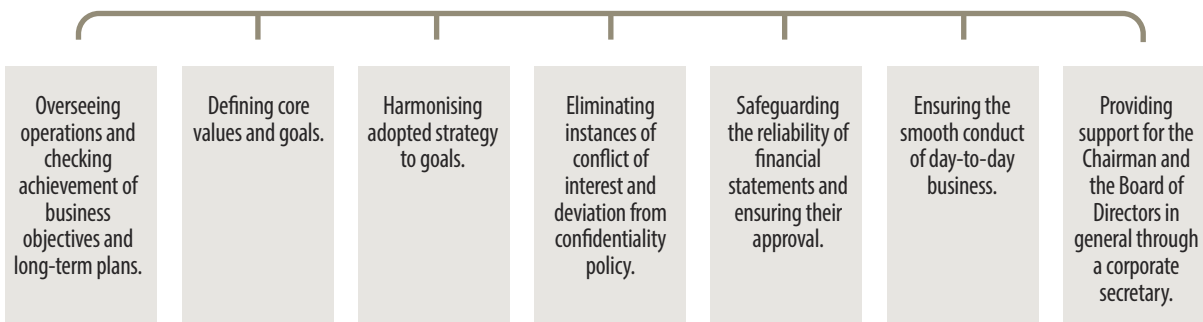 Overseeing
operations and
checking
achievement of
business
objectives and
long-term plans.
Defining core
values and goals.
Harmonising
adopted strategy
to goals.
Eliminating
instances of
conflict of
interest and
deviation from
confidentiality
policy.
Safeguarding
the reliability of
financial
statements and
ensuring their
approval.
Ensuring the
smooth conduct
of day-to-day
business.
Providing
support for the
Chairman and
the Board of
Directors in
general through
a corporate
secretary.